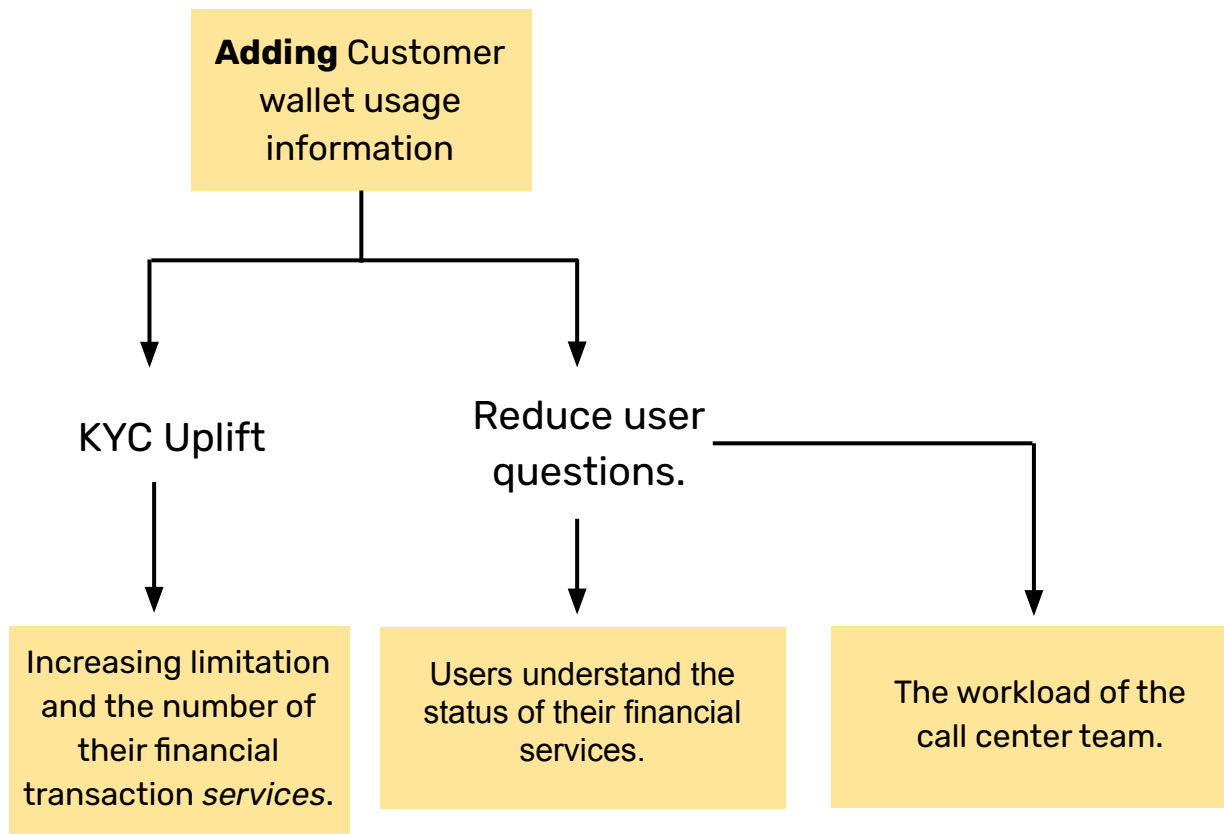 Adding Customer
wallet usage
information
KYC Uplift
Reduce user
questions.
Increasing limitation
and the number of
their financial
transaction services.
Users understand the
status of their financial
services.
The workload of the
call center team.